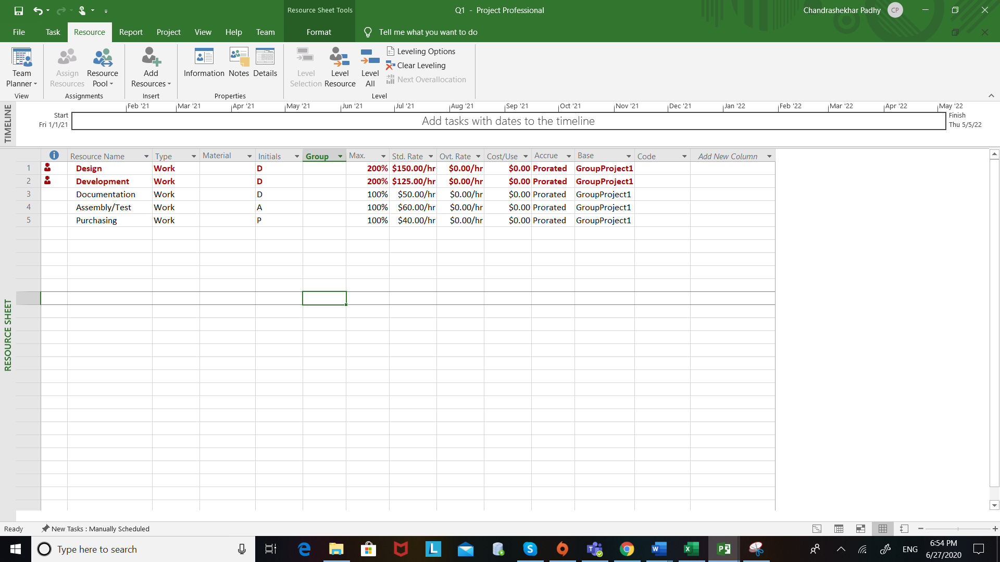 Resource Sheet Tools
Q1 - Project Professional
Chandrashekhar Padhy CP
File Task Resource Report Project View Help Team Format Tell me what you want to do
Team Planner
Assign Resources
Resource Pool
Add Resources
Information
Notes
Details
Level Selection
Level Resource
Level All
Leveling Options
Clear Leveling
Next Overallocation
View Assignments Insert Properties Level
TIMELINE
Feb '21 Mar '21 Apr '21 May '21 Jun '21 Jul '21 Aug '21 Sep '21 Oct '21 Nov '21 Dec '21 Jan '22 Feb '22 Mar '22 Apr '22 May '22
Start
Fri 1/1/21
Add tasks with dates to the timeline
Finish
Thu 5/5/22
RESOURCE SHEET
Resource Name Type Material Initials Group Max. Std. Rate Ovt. Rate Cost/Use Accrue Base Code Add New Column
1 Design Work D 200% $150.00/hr $0.00/hr $0.00 Prorated GroupProject1
2 Development Work D 200% $125.00/hr $0.00/hr $0.00 Prorated GroupProject1
3 Documentation Work D 100% $50.00/hr $0.00/hr $0.00 Prorated GroupProject1
4 Assembly/Test Work A 100% $60.00/hr $0.00/hr $0.00 Prorated GroupProject1
5 Purchasing Work P 100% $40.00/hr $0.00/hr $0.00 Prorated GroupProject1
Ready New Tasks : Manually Scheduled
Type here to search
ENG
6:54 PM
6/27/2020